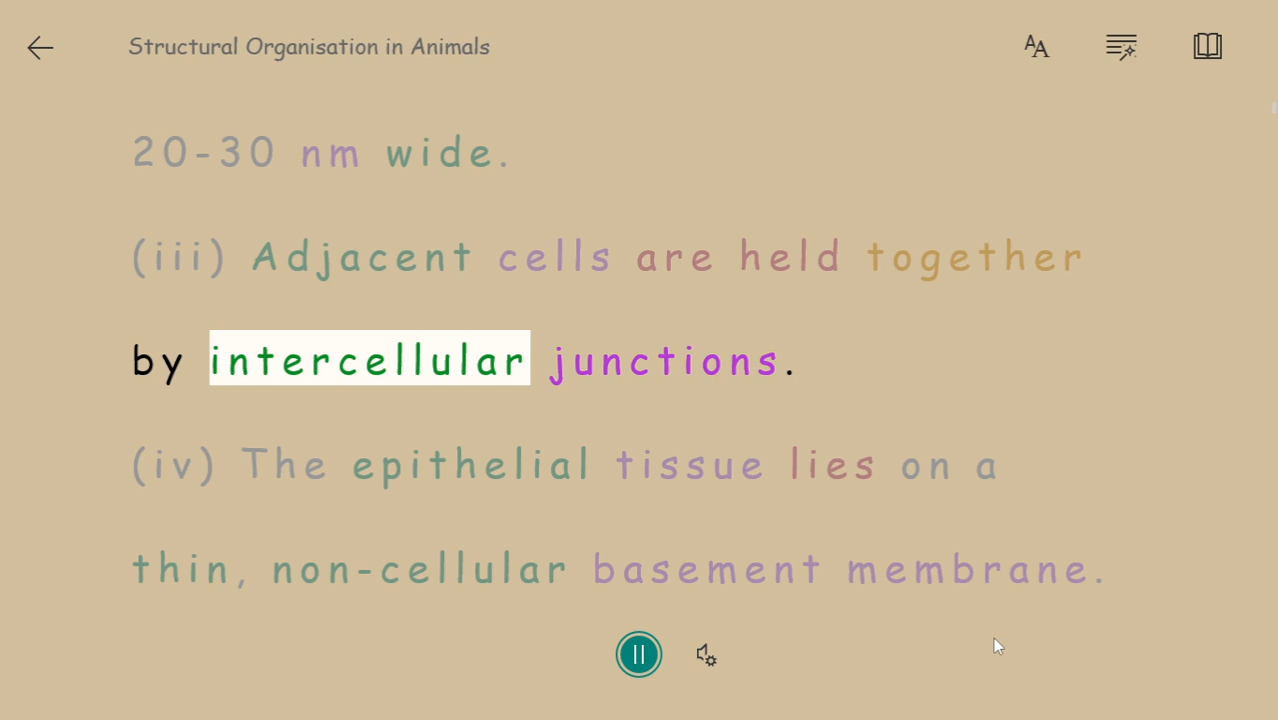 Structural Organisation in Animals
20-30 nm wide.
(iii) Adjacent cells are held together
by intercellular junctions.
(iv) The epithelial tissue lies on a
thin, non-cellular basement membrane.